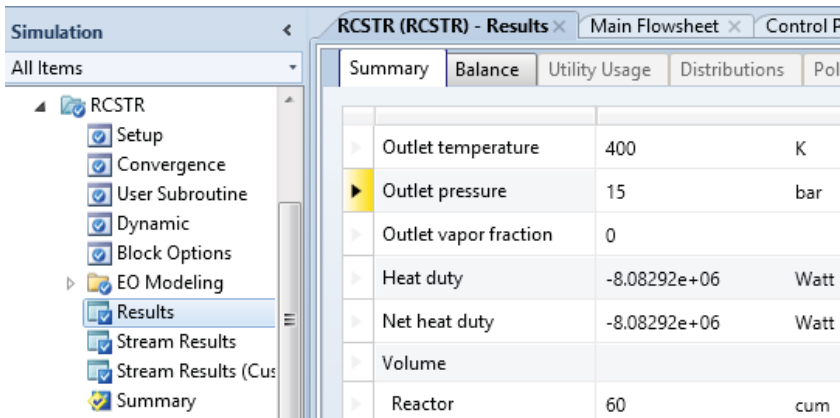 Simulation
All Items
RCSTR
Setup
Convergence
User Subroutine
Dynamic
Block Options
EO Modeling
Results
Stream Results
Stream Results (Cus
Summary
RCSTR (RCSTR) - Results Main Flowsheet Control P
Summary Balance Utility Usage Distributions Pol
Outlet temperature 400 K
Outlet pressure 15 bar
Outlet vapor fraction 0
Heat duty -8.08292e+06 Watt
Net heat duty -8.08292e+06 Watt
Volume
Reactor 60 cum